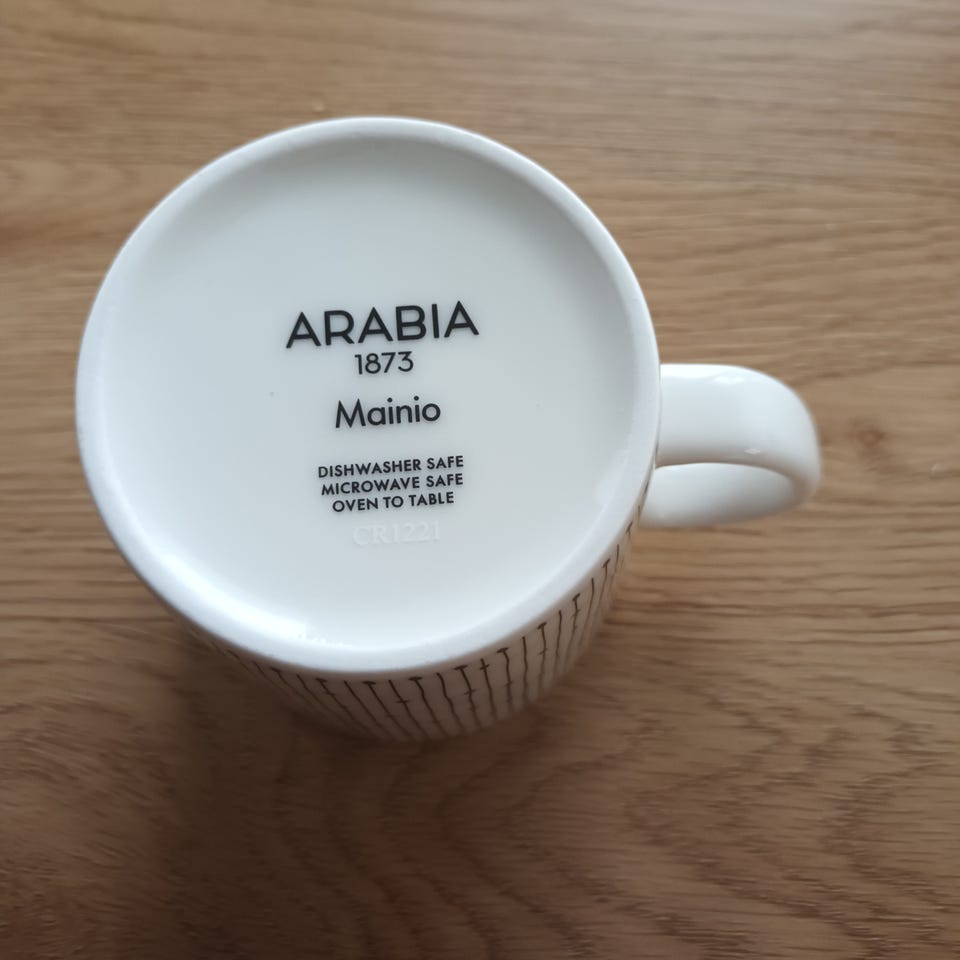 ARABIA
1873
Mainio
DISHWASHER SAFE
MICROWAVE SAFE
OVEN TO TABLE
CR1221